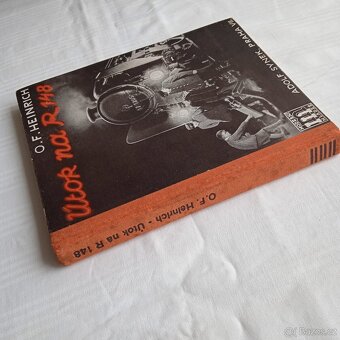 O. F. HEINRICH
Útok na R 148
ADOLF SYNEK PRAHA VII
O. F. Heinrich - Útok na R 148